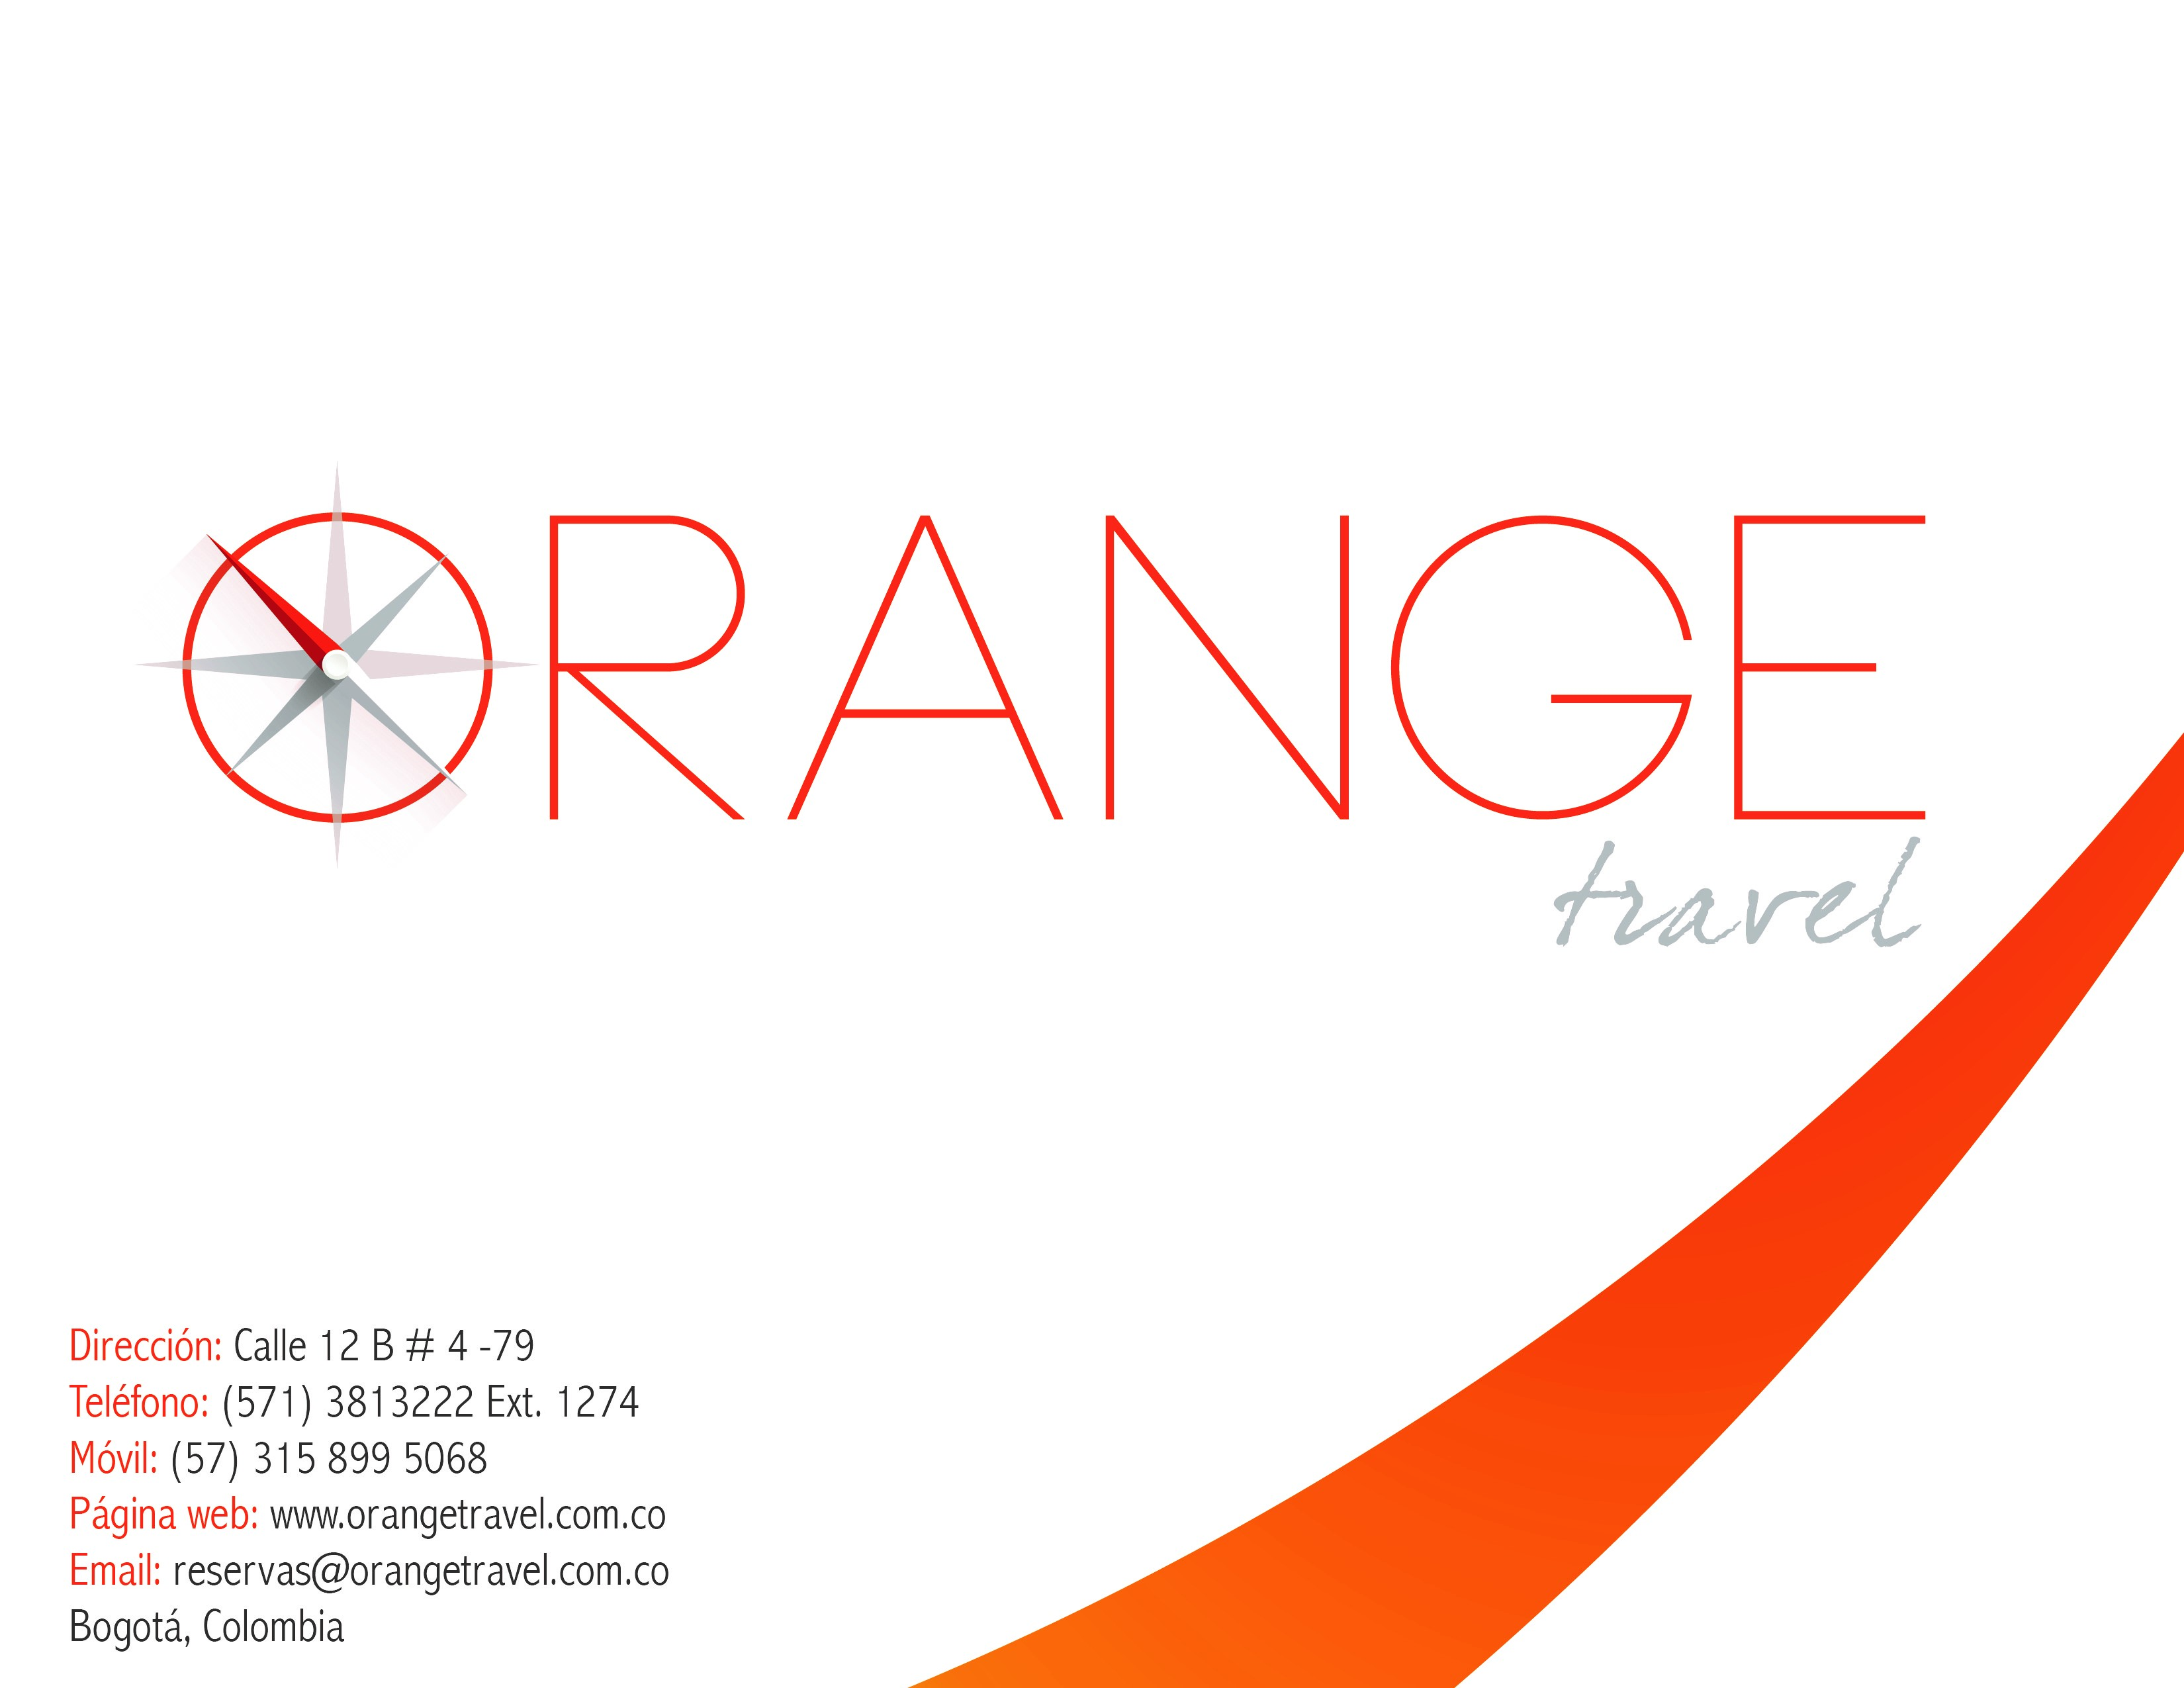 ORANGE
travel
Dirección: Calle 12 B # 4 -79
Teléfono: (571) 3813222 Ext. 1274
Móvil: (57) 315 899 5068
Página web: www.orangetravel.com.co
Email: reservas@orangetravel.com.co
Bogotá, Colombia